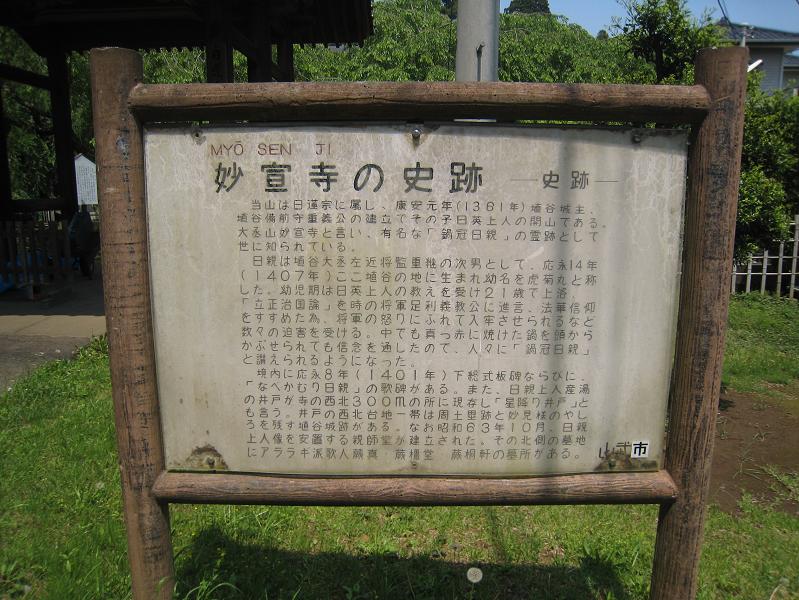 MYŌ SEN JI
妙宣寺の史跡 ―史跡―
当山は日蓮宗に属し、康安元年(1361年)埴谷城主、
埴谷備前守重義公の建立でその子日英上人の開山である。
大丞山妙宣寺と言い、有名な「鍋冠日親」の霊跡として
世に知られている。
日親は埴谷大丞左近将監重継の次男として、応永14年
(1407年)ここ埴谷の地に生まれ幼名を虎菊丸と称
した。幼児期は日英上人の教えを受け21歳で上洛。
「立正治国論」を時の将軍足利義教公に進言、法華信仰
をすすめた為、将軍の怒りにふれて入牢させられるなど
数々の迫害を受ける。中でも真っ赤に焼けた鍋を頭から
かぶせられても信念を通したので、人々に「鍋冠日親」
と讃えられるようになった。
境内に応永8年(1401年)下総式板碑ならびに、
「なべかむり日親」の歌碑がある。また、日親上人産湯
の井戸が寺の西北300mの所に現存し「星降り井戸」と
も言う。井戸の西北台地一帯は周土塁跡と妙見様のやし
ろを残す埴谷城跡がある。なお昭和63年10月、日親
上人像を安置する親師堂が建立された。その北側の墓地
にアララギ派歌人蕨真 蕨橿堂 蕨桐軒の墓所がある。
山武市